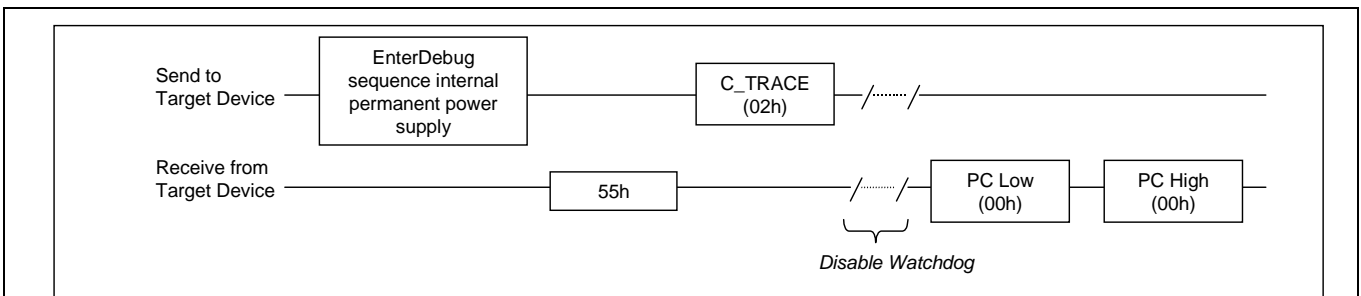 Send to
Target Device
EnterDebug
sequence internal
permanent power
supply
C_TRACE
(02h)
Receive from
Target Device
55h
PC Low
(00h)
PC High
(00h)
Disable Watchdog